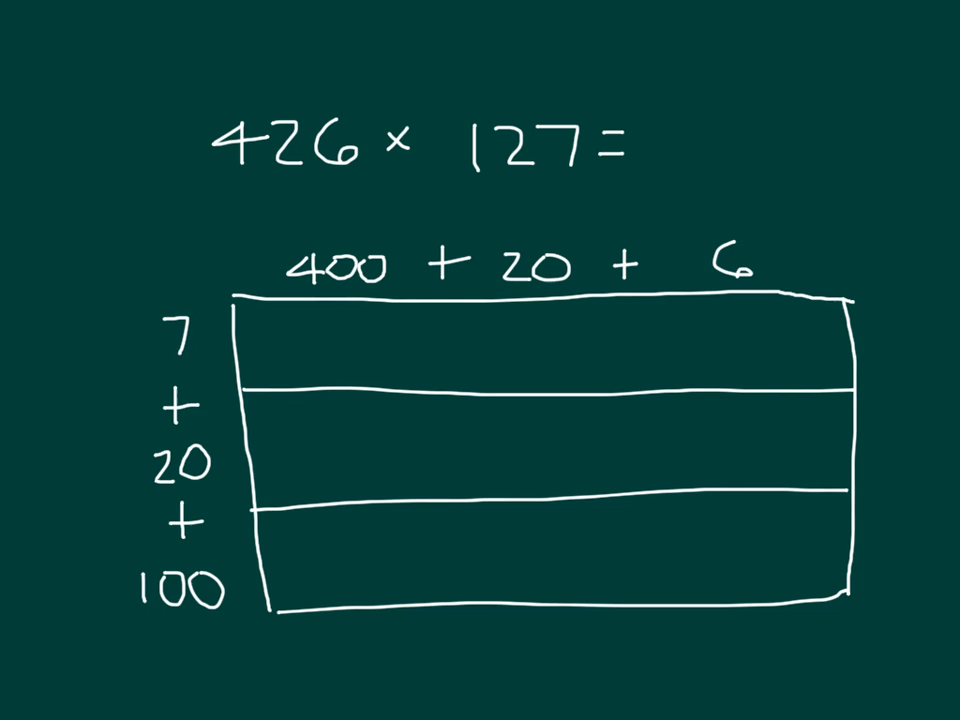 426 × 127 =
400 + 20 + 6
7
+
20
+
100